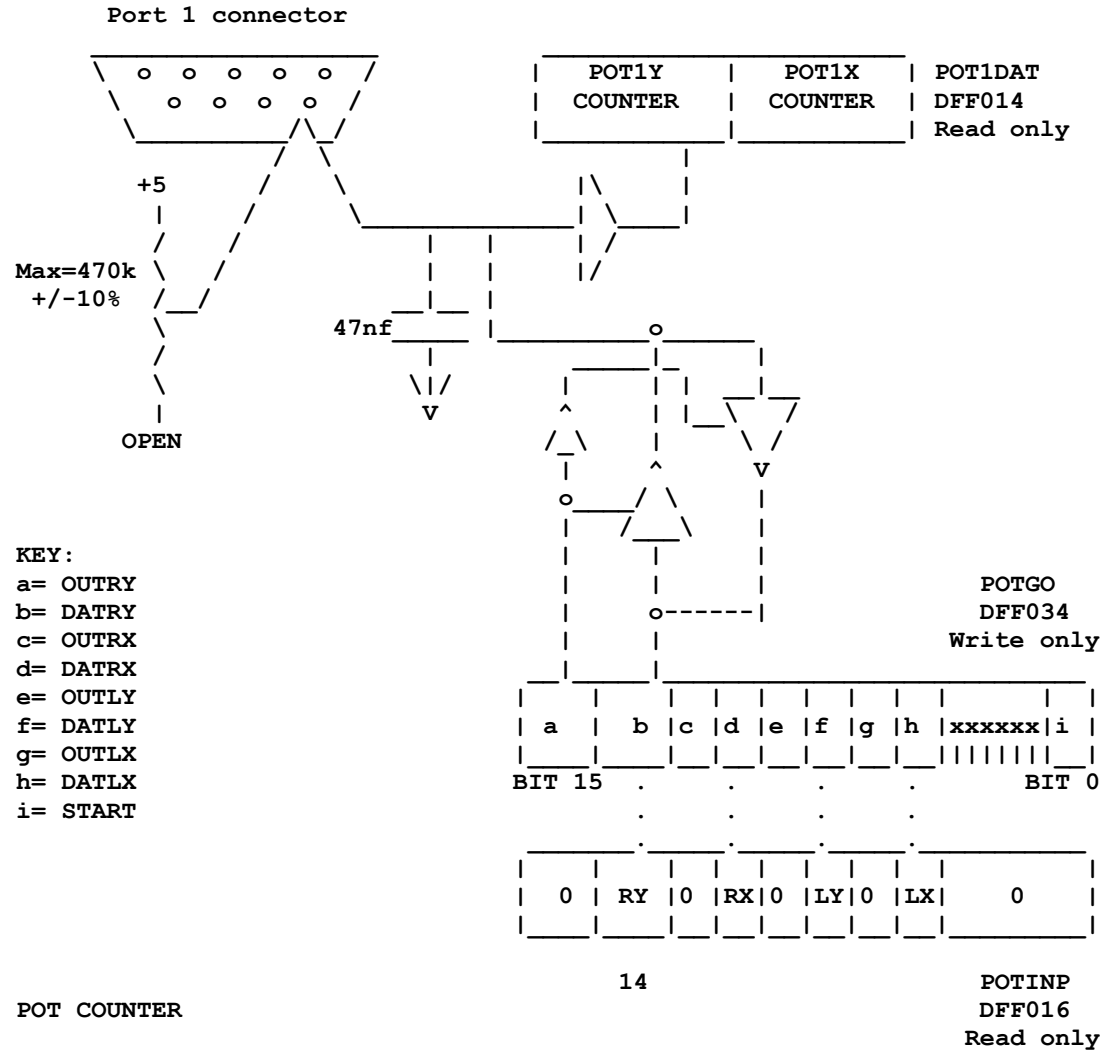 Port 1 connector
o o o o o POT1Y POT1X POT1DAT
o o o o COUNTER COUNTER DFF014
Read only
+5
Max=470k
+/-10%
47nf o
V
OPEN
V
o
KEY:
a= OUTRY POTGO
b= DATRY o------ DFF034
c= OUTRX Write only
d= DATRX
e= OUTLY
f= DATLY a b c d e f g h xxxxxx i
g= OUTLX
h= DATLX BIT 15 . . . . BIT 0
i= START . . . .
. . . .
0 RY 0 RX 0 LY 0 LX 0
14 POTINP
POT COUNTER DFF016
Read only